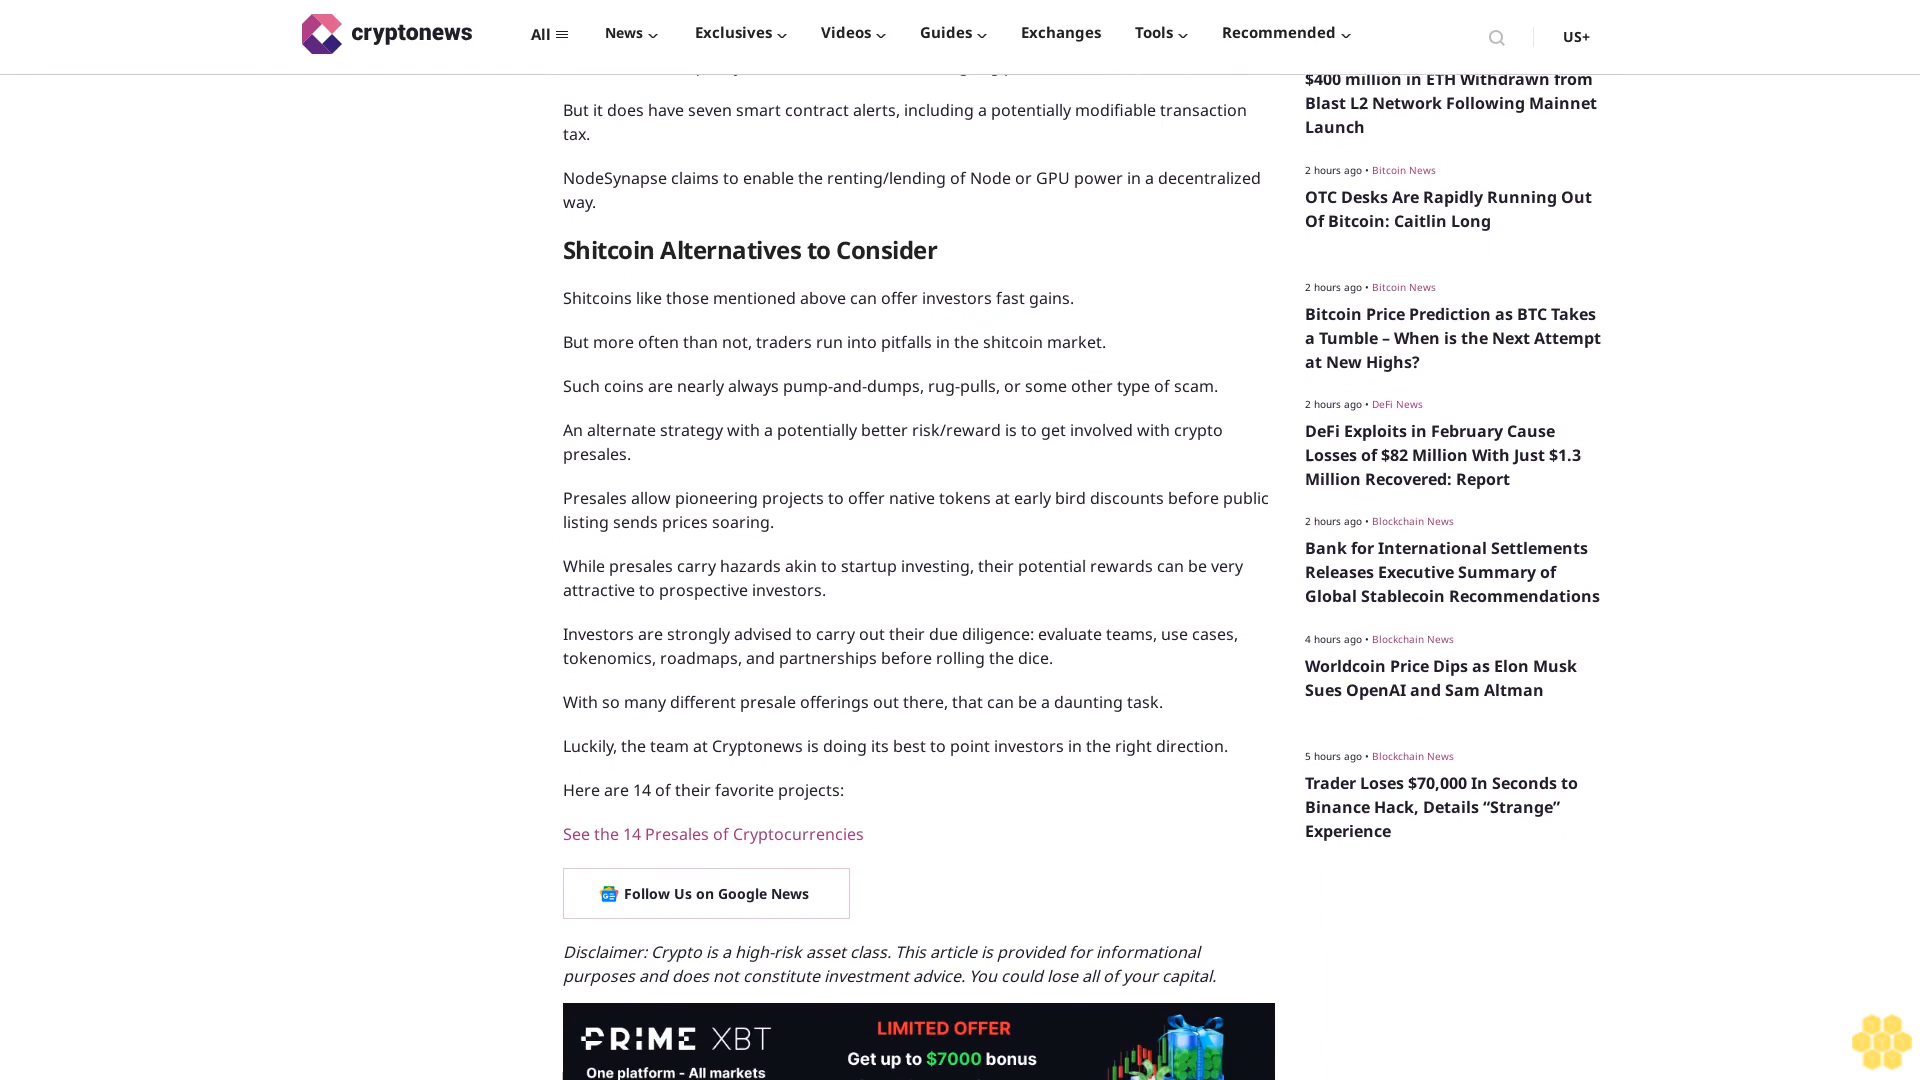 cryptonews
All
News
Exclusives
Videos
Guides
Exchanges
Tools
Recommended
US+
But it does have seven smart contract alerts, including a potentially modifiable transaction
tax.
NodeSynapse claims to enable the renting/lending of Node or GPU power in a decentralized
way.
Shitcoin Alternatives to Consider
Shitcoins like those mentioned above can offer investors fast gains.
But more often than not, traders run into pitfalls in the shitcoin market.
Such coins are nearly always pump-and-dumps, rug-pulls, or some other type of scam.
An alternate strategy with a potentially better risk/reward is to get involved with crypto
presales.
Presales allow pioneering projects to offer native tokens at early bird discounts before public
listing sends prices soaring.
While presales carry hazards akin to startup investing, their potential rewards can be very
attractive to prospective investors.
Investors are strongly advised to carry out their due diligence: evaluate teams, use cases,
tokenomics, roadmaps, and partnerships before rolling the dice.
With so many different presale offerings out there, that can be a daunting task.
Luckily, the team at Cryptonews is doing its best to point investors in the right direction.
Here are 14 of their favorite projects:
See the 14 Presales of Cryptocurrencies
Follow Us on Google News
Disclaimer: Crypto is a high-risk asset class. This article is provided for informational
purposes and does not constitute investment advice. You could lose all of your capital.
PRIME XBT
One platform - All markets
LIMITED OFFER
Get up to $7000 bonus
$400 million in ETH Withdrawn from
Blast L2 Network Following Mainnet
Launch
2 hours ago • Bitcoin News
OTC Desks Are Rapidly Running Out
Of Bitcoin: Caitlin Long
2 hours ago • Bitcoin News
Bitcoin Price Prediction as BTC Takes
a Tumble – When is the Next Attempt
at New Highs?
2 hours ago • DeFi News
DeFi Exploits in February Cause
Losses of $82 Million With Just $1.3
Million Recovered: Report
2 hours ago • Blockchain News
Bank for International Settlements
Releases Executive Summary of
Global Stablecoin Recommendations
4 hours ago • Blockchain News
Worldcoin Price Dips as Elon Musk
Sues OpenAI and Sam Altman
5 hours ago • Blockchain News
Trader Loses $70,000 In Seconds to
Binance Hack, Details “Strange”
Experience